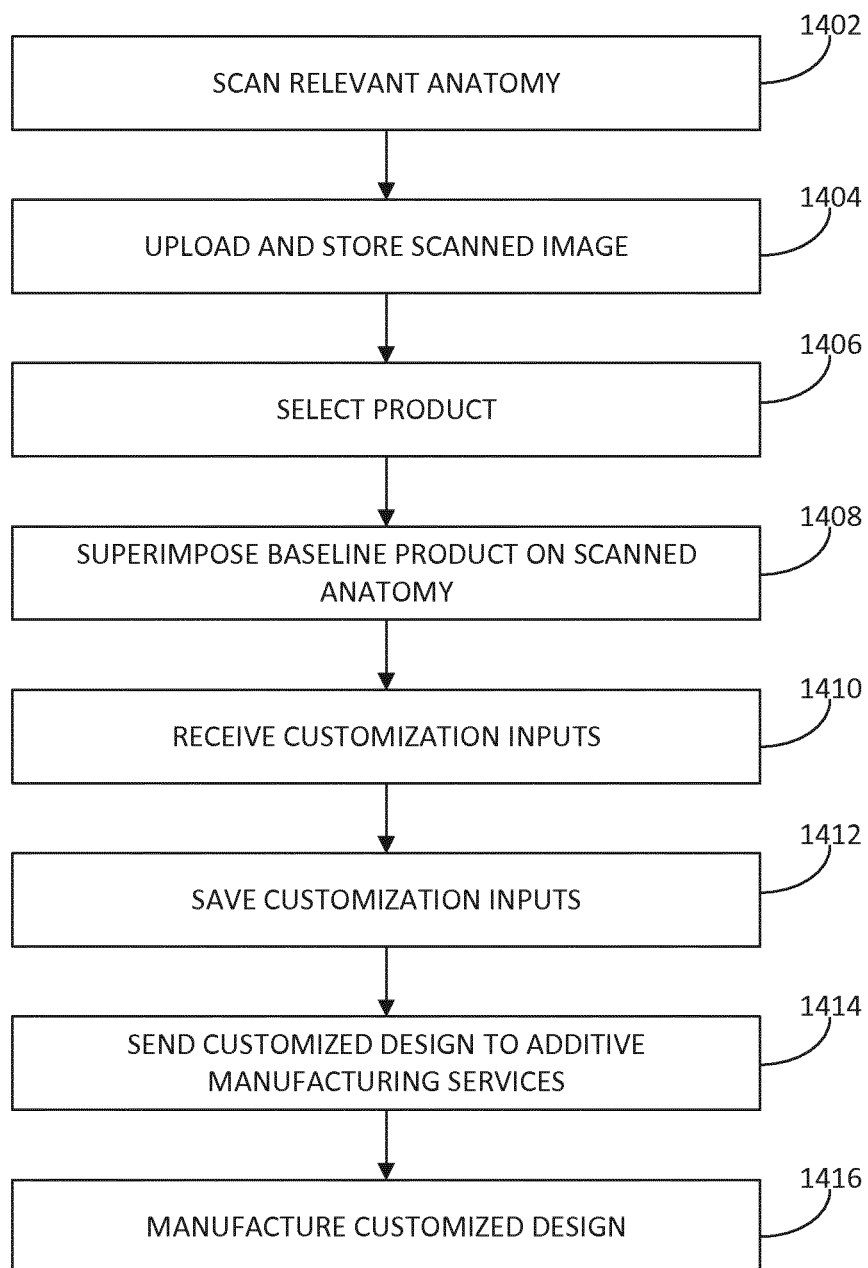 1402
SCAN RELEVANT ANATOMY
1404
UPLOAD AND STORE SCANNED IMAGE
1406
SELECT PRODUCT
1408
SUPERIMPOSE BASELINE PRODUCT ON SCANNED
ANATOMY
1410
RECEIVE CUSTOMIZATION INPUTS
1412
SAVE CUSTOMIZATION INPUTS
1414
SEND CUSTOMIZED DESIGN TO ADDITIVE
MANUFACTURING SERVICES
1416
MANUFACTURE CUSTOMIZED DESIGN